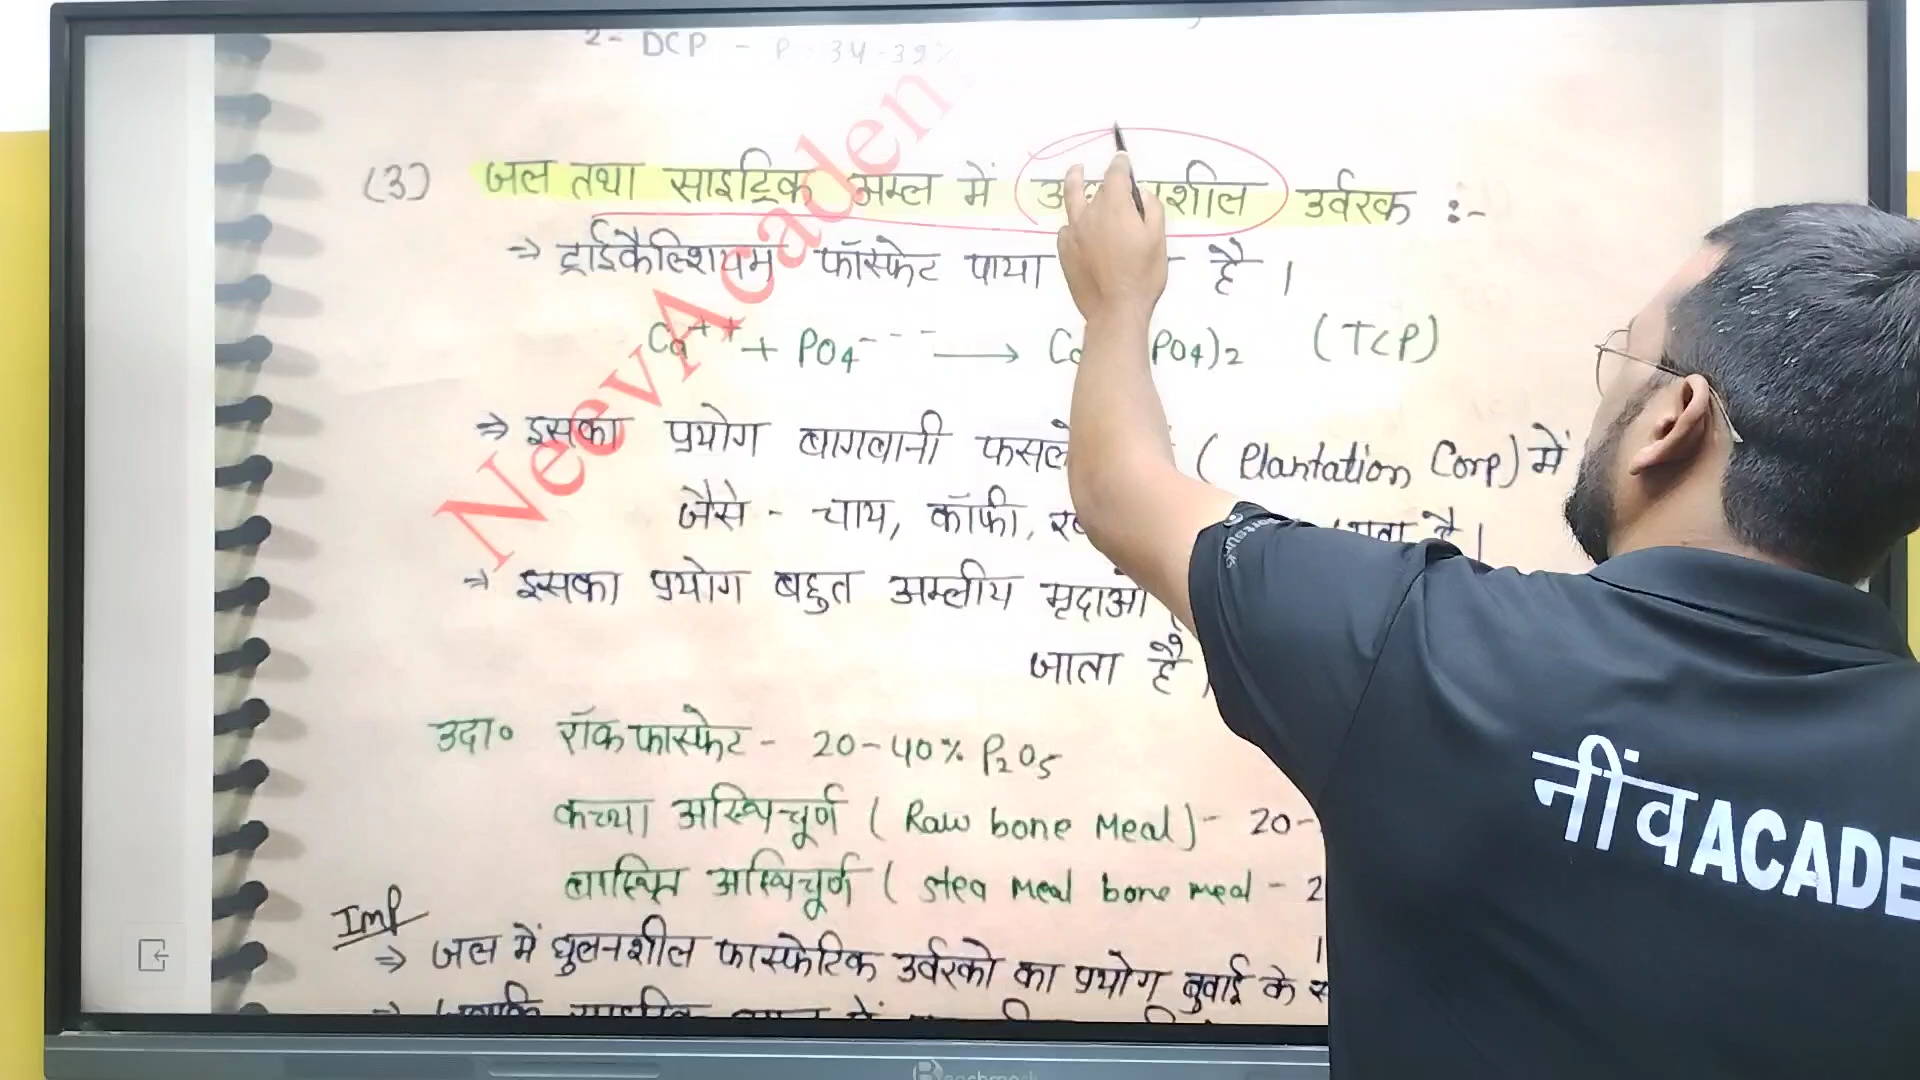 2- DCP - P 34-39%
(3) जल तथा साइट्रिक अम्ल में उर्वरक :-
⇒ ट्राईकैल्शियम फॉस्फेट पाया है ।
Ca++ + PO4--- ⟶ PO4)2 (TCP)
⇒ इसका प्रयोग बागवानी ( Plantation Corp) में
जैसे - चाय, कॉफी, है ।
⇒ इसका प्रयोग बहुत अम्लीय मृदाओं
जाता है ।
उदा० रॉक फास्फेट - 20-40% P2O5
कच्चा अस्थिचूर्ण ( Raw bone Meal) - 20-
अस्थिचूर्ण ( stea meal bone meal - 2
Imp
⇒ जल में घुलनशील फास्फेटिक उर्वरको का प्रयोग बुवाई के
NeevAcadem
नींव ACADE